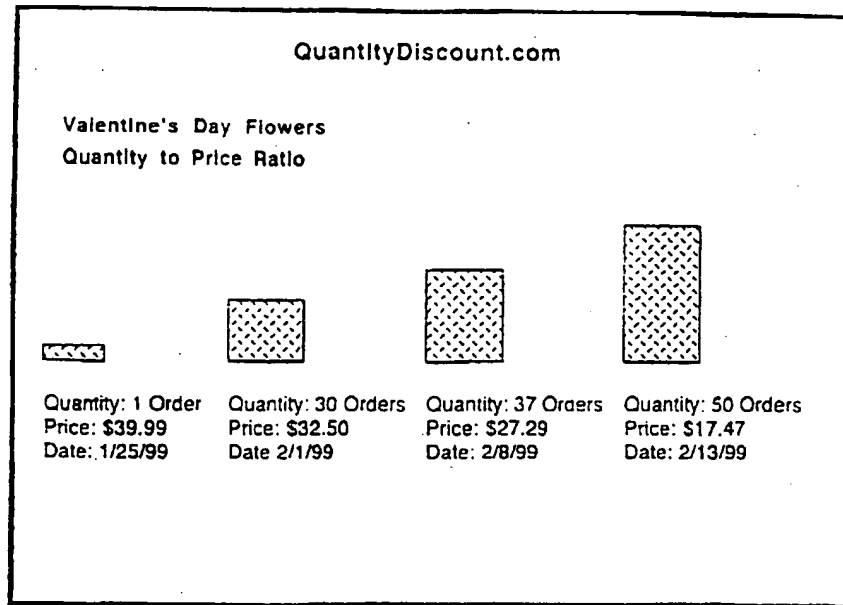 QuantityDiscount.com
Valentine's Day Flowers
Quantity to Price Ratio
Quantity: 1 Order
Price: $39.99
Date: 1/25/99
Quantity: 30 Orders
Price: $32.50
Date 2/1/99
Quantity: 37 Orders
Price: $27.29
Date: 2/8/99
Quantity: 50 Orders
Price: $17.47
Date: 2/13/99